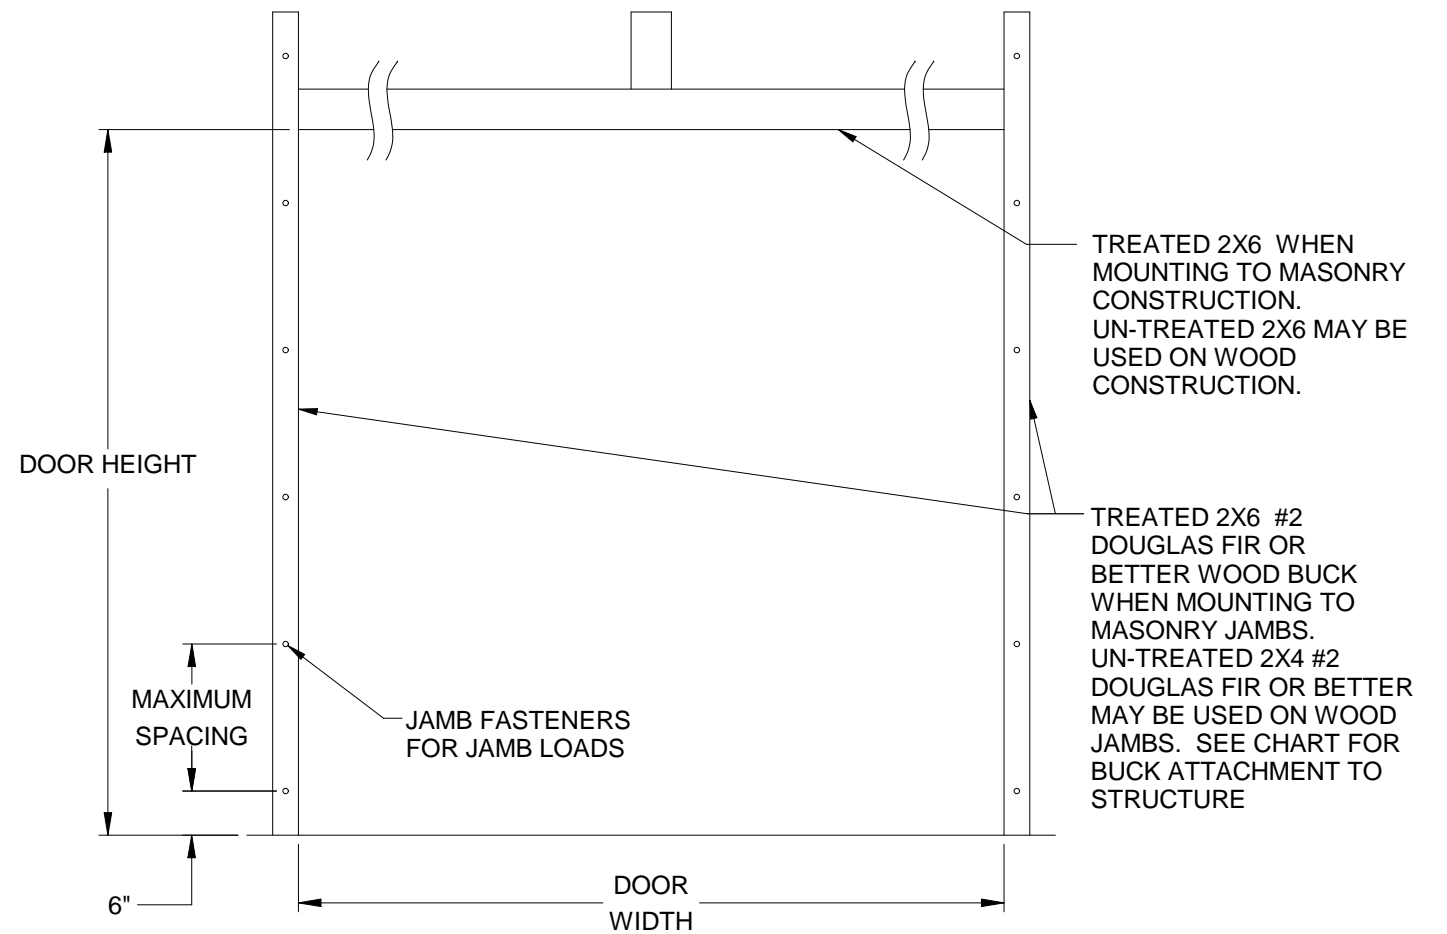 TREATED 2X6 WHEN
MOUNTING TO MASONRY
CONSTRUCTION.
UN-TREATED 2X6 MAY BE
USED ON WOOD
CONSTRUCTION.
DOOR HEIGHT
TREATED 2X6 #2
DOUGLAS FIR OR
BETTER WOOD BUCK
WHEN MOUNTING TO
MASONRY JAMBS.
UN-TREATED 2X4 #2
DOUGLAS FIR OR BETTER
MAY BE USED ON WOOD
JAMBS. SEE CHART FOR
BUCK ATTACHMENT TO
STRUCTURE
MAXIMUM
SPACING
JAMB FASTENERS
FOR JAMB LOADS
6"
DOOR
WIDTH